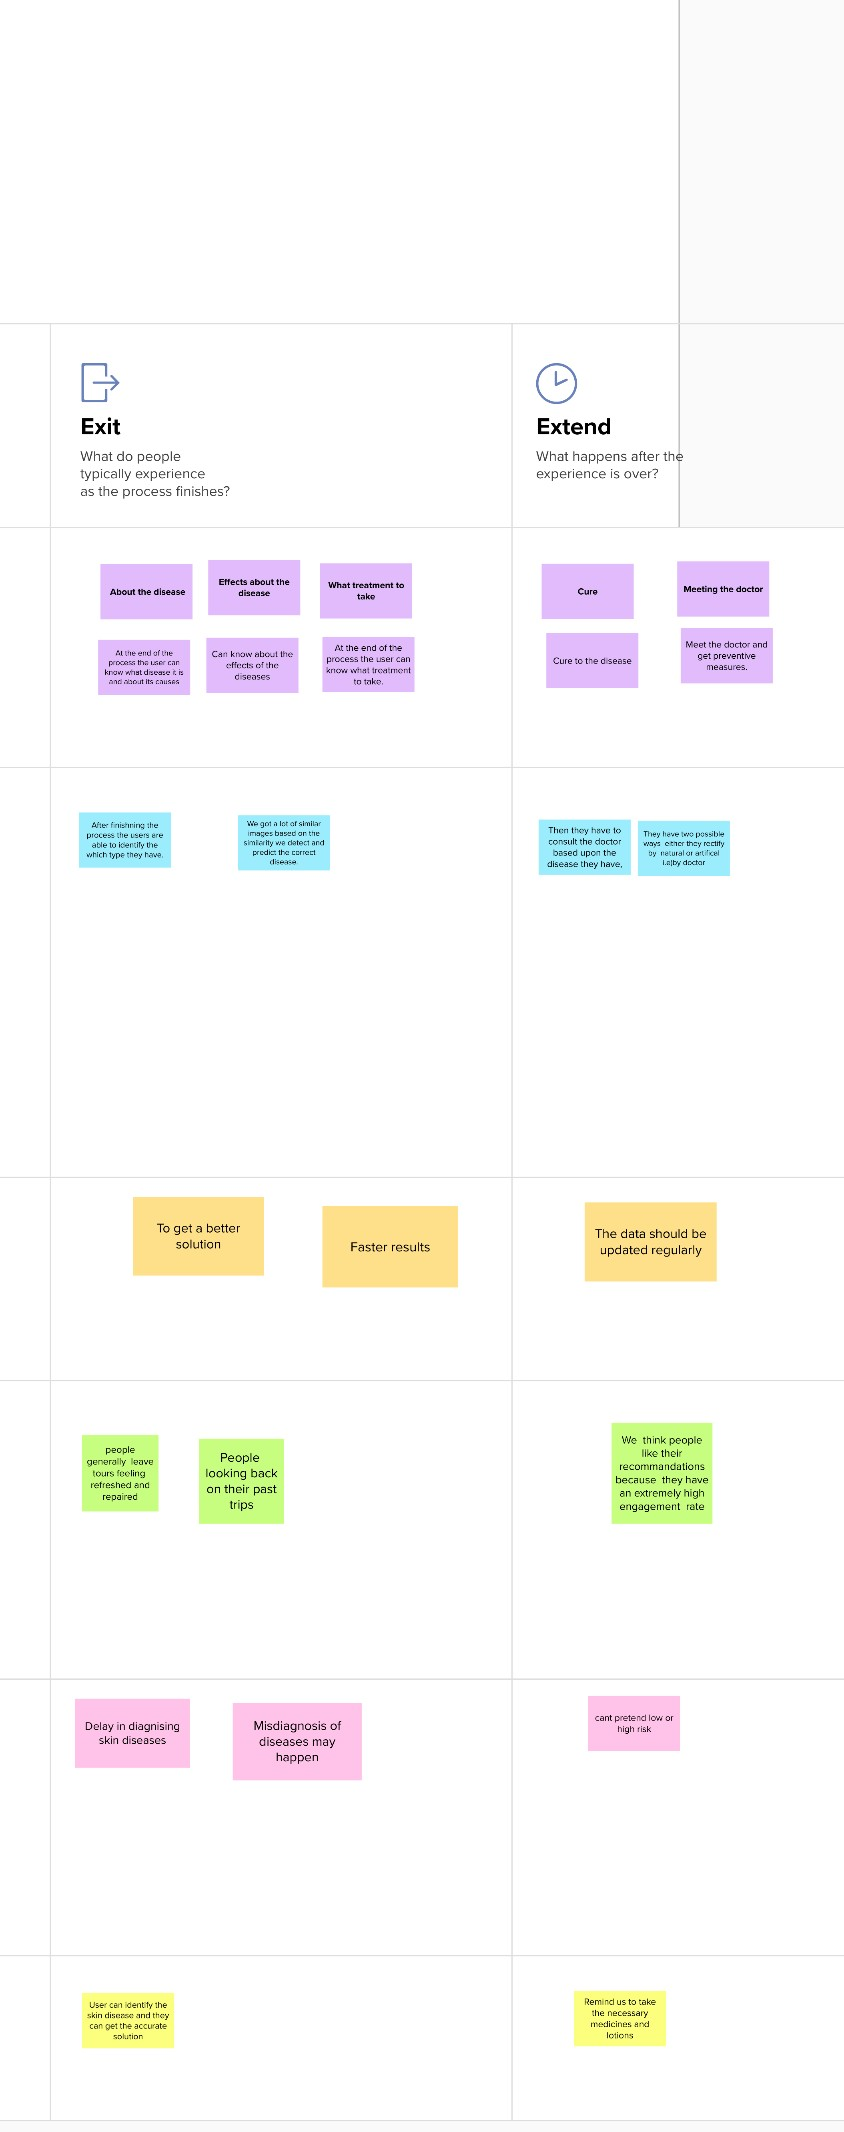 Exit
What do people
typically experience
as the process finishes?
Extend
What happens after the
experience is over?
About the disease
Effects about the
disease
What treatment to
take
Cure
Meeting the doctor
At the end of the
process the user can
know what disease it is
and about its causes
Can know about the
effects of the
diseases
At the end of the
process the user can
know what treatment
to take.
Cure to the disease
Meet the doctor and
get preventive
measures.
After finishning the
process the users are
able to identify the
which type they have.
We got a lot of similar
images based on the
similarity we detect and
predict the correct
disease.
Then they have to
consult the doctor
based upon the
disease they have,
They have two possible
ways either they rectify
by natural or artifical
i.e)by doctor
To get a better
solution
Faster results
The data should be
updated regularly
people
generally leave
tours feeling
refreshed and
repaired
People
looking back
on their past
trips
We think people
like their
recommandations
because they have
an extremely high
engagement rate
Delay in diagnising
skin diseases
Misdiagnosis of
diseases may
happen
cant pretend low or
high risk
User can identify the
skin disease and they
can get the accurate
solution
Remind us to take
the necessary
medicines and
lotions